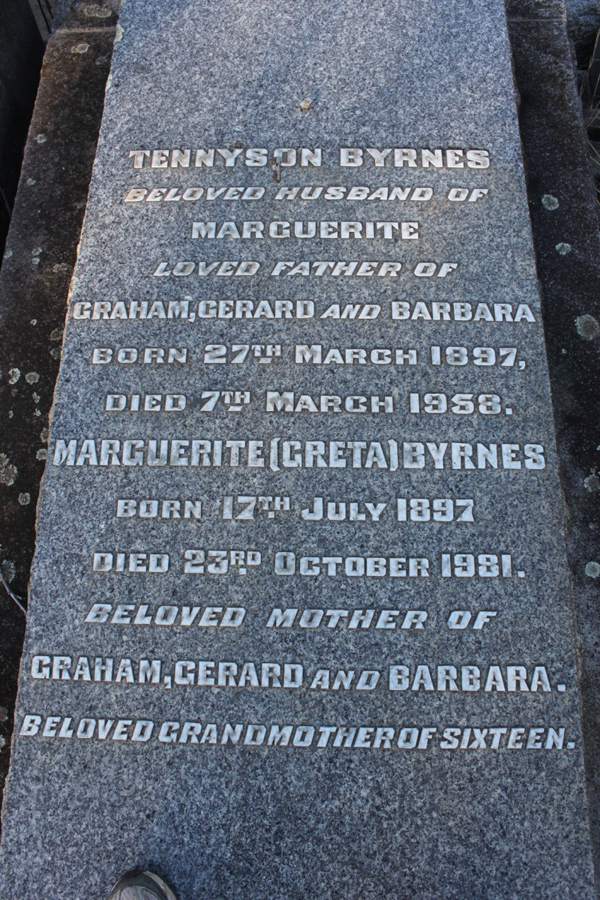 TENNYSON BYRNES
BELOVED HUSBAND OF
MARGUERITE
LOVED FATHER OF
GRAHAM, GERARD AND BARBARA
BORN 27TH MARCH 1897,
DIED 7TH MARCH 1958.
MARGUERITE (GRETA) BYRNES
BORN 17TH JULY 1897
DIED 23RD OCTOBER 1981.
BELOVED MOTHER OF
GRAHAM, GERARD AND BARBARA.
BELOVED GRANDMOTHER OF SIXTEEN.